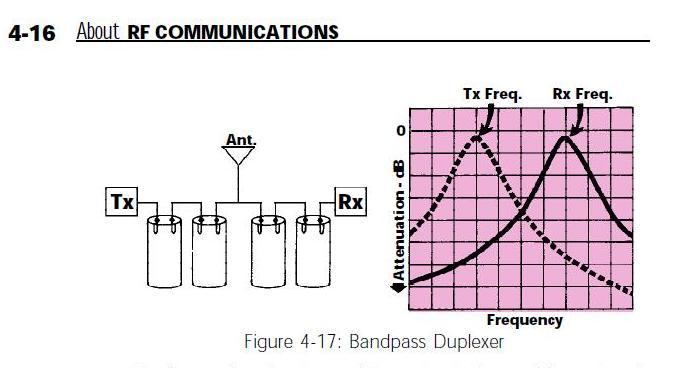 4-16 About RF COMMUNICATIONS
Tx Freq. Rx Freq.
Ant.
0
Tx
Rx
Attenuation - dB
Frequency
Figure 4-17: Bandpass Duplexer